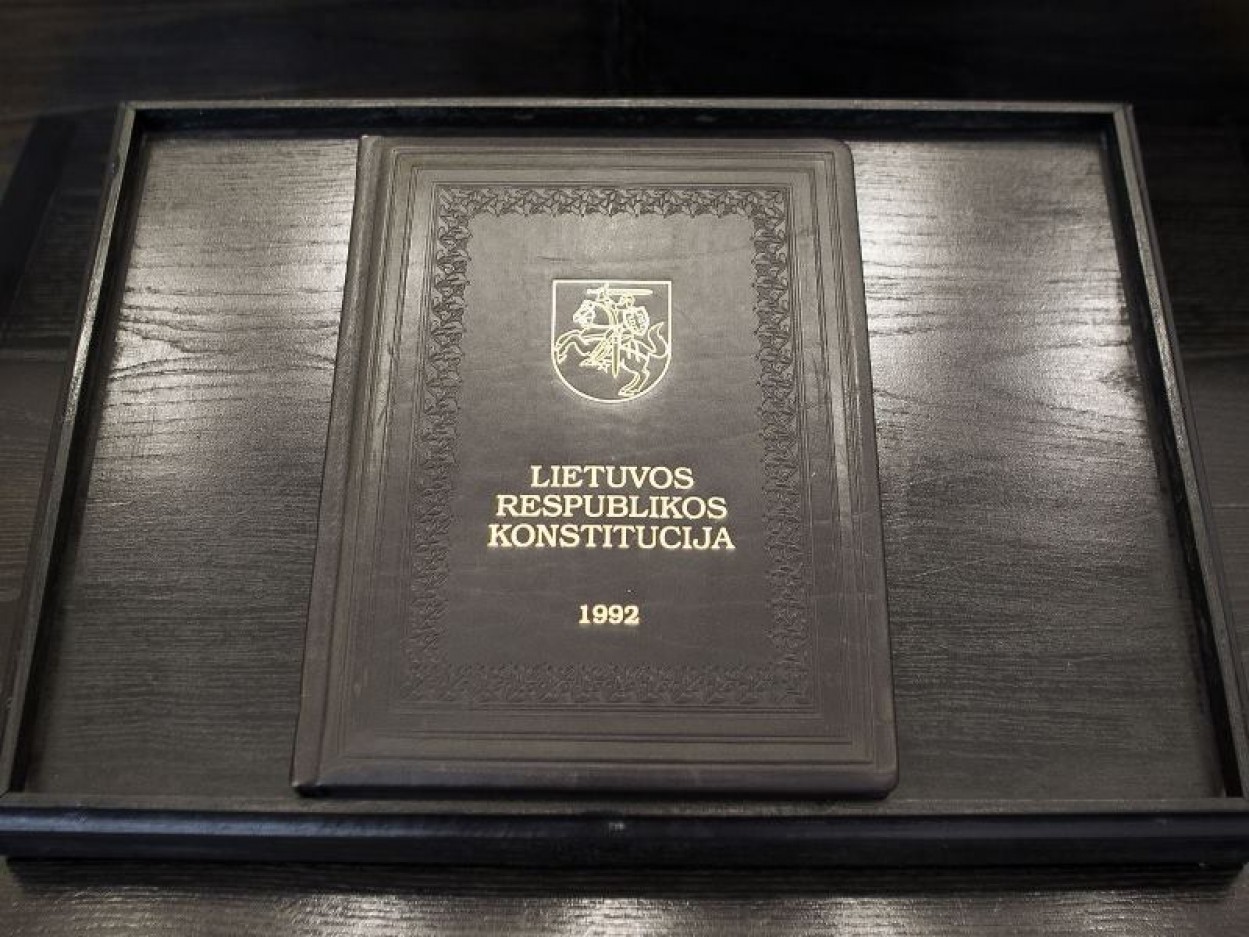 LIETUVOS
RESPUBLIKOS
KONSTITUCIJA
1992